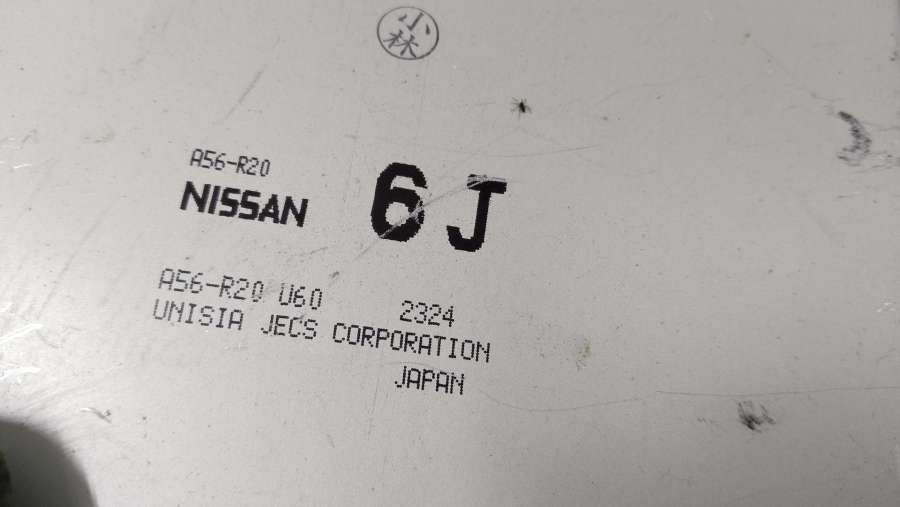 小林
A56-R20
NISSAN 6J
A56-R20 U60 2324
UNISIA JECS CORPORATION
JAPAN